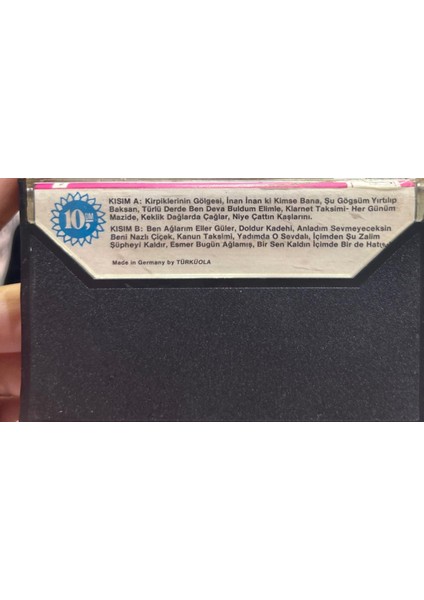 10
KISIM A: Kirpiklerinin Gölgesi, İnan İnan ki Kimse Bana, Şu Gögsüm Yırtılıp
Baksan, Türlü Derde Ben Deva Buldum Elimle, Klarnet Taksimi- Her Günüm
Mazide, Keklik Dağlarda Çağlar, Niye Çattın Kaşlarını.
KISIM B: Ben Ağlarım Eller Güler, Doldur Kadehi, Anladım Sevmeyeceksin
Beni Nazlı Çiçek, Kanun Taksimi, Yadımda O Sevdalı, İçimden Şu Zalim
Şüpheyi Kaldır, Esmer Bugün Ağlamış, Bir Sen Kaldın İçimde Bir de Hatıra
Made in Germany by TÜRKÜOLA